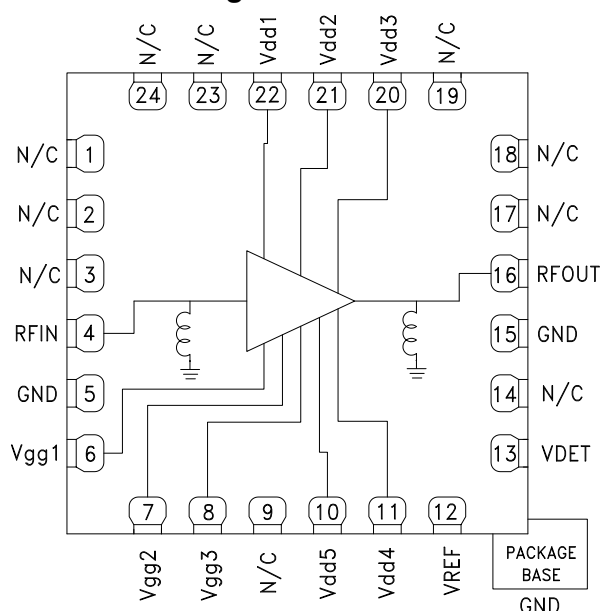 N/C
N/C
Vdd1
Vdd2
Vdd3
N/C
24
23
22
21
20
19
N/C 1
18 N/C
N/C 2
17 N/C
N/C 3
16 RFOUT
RFIN 4
15 GND
GND 5
14 N/C
Vgg1 6
13 VDET
7
8
9
10
11
12
Vgg2
Vgg3
N/C
Vdd5
Vdd4
VREF
PACKAGE
BASE
GND